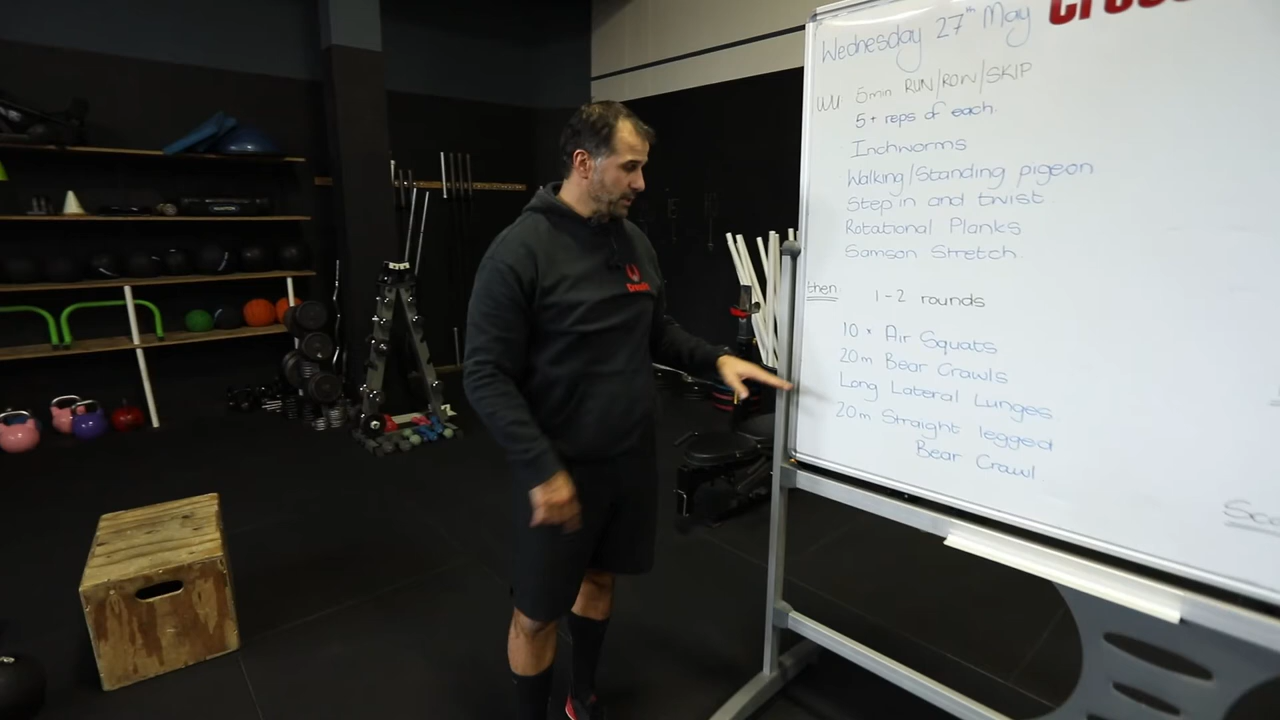 Wednesday 27th May
WU 5min RUN/ROW/SKIP
5+ reps of each.
Inchworms
Walking/Standing pigeon
Step in and twist
Rotational Planks
Samson Stretch
then 1-2 rounds
10 x Air Squats
20m Bear Crawls
Long Lateral Lunges
20m Straight legged
Bear Crawl